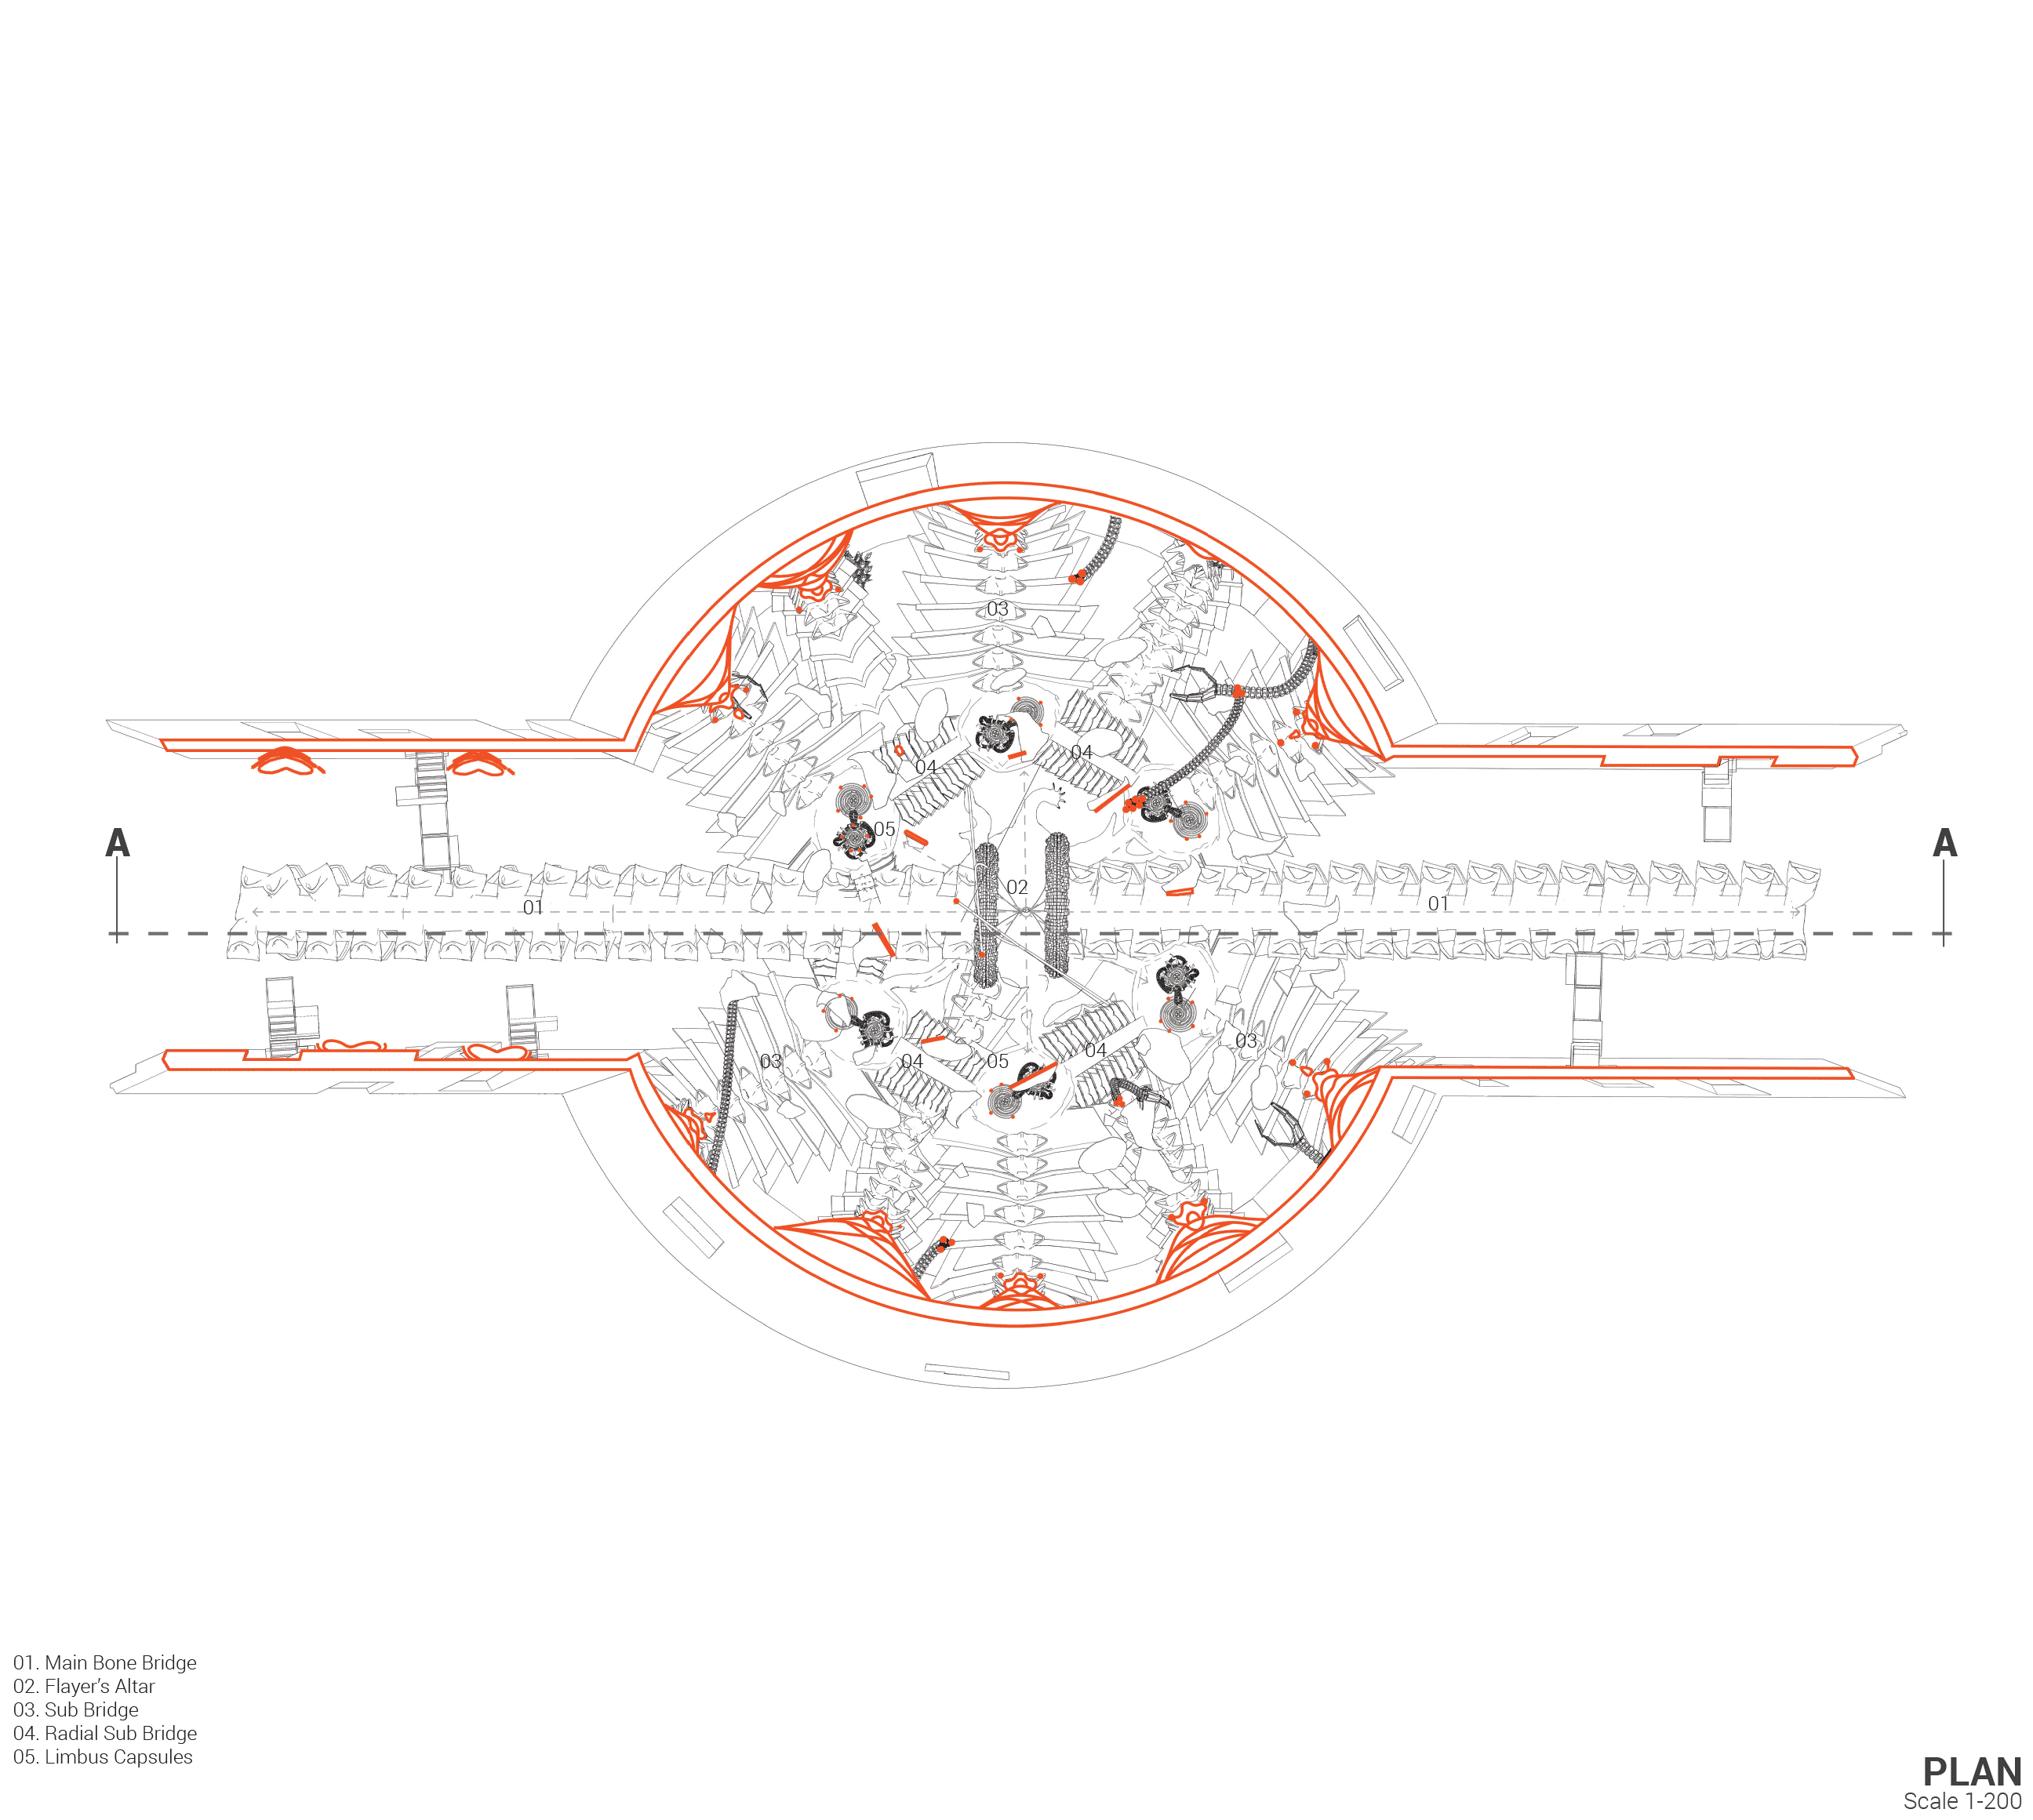 03
04
04
05
A
A
02
01
01
03
03
04
05
04
01. Main Bone Bridge
02. Flayer's Altar
03. Sub Bridge
04. Radial Sub Bridge
05. Limbus Capsules
PLAN
Scale 1-200